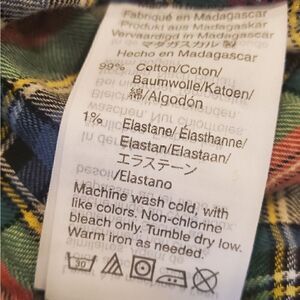 Fabriqué en Madagascar
Produkt aus Madagaskar
Vervaardigd in Madagascar
マダガスカル 製
Hecho en Madagascar
99% Cotton/Coton/
Baumwolle/Katoen/
綿/Algodón
1% Elastane/Élasthanne/
Elastan/Elastaan/
エラステーン
/Elastano
Machine wash cold, with
like colors. Non-chlorine
bleach only. Tumble dry low.
Warm iron as needed.
30